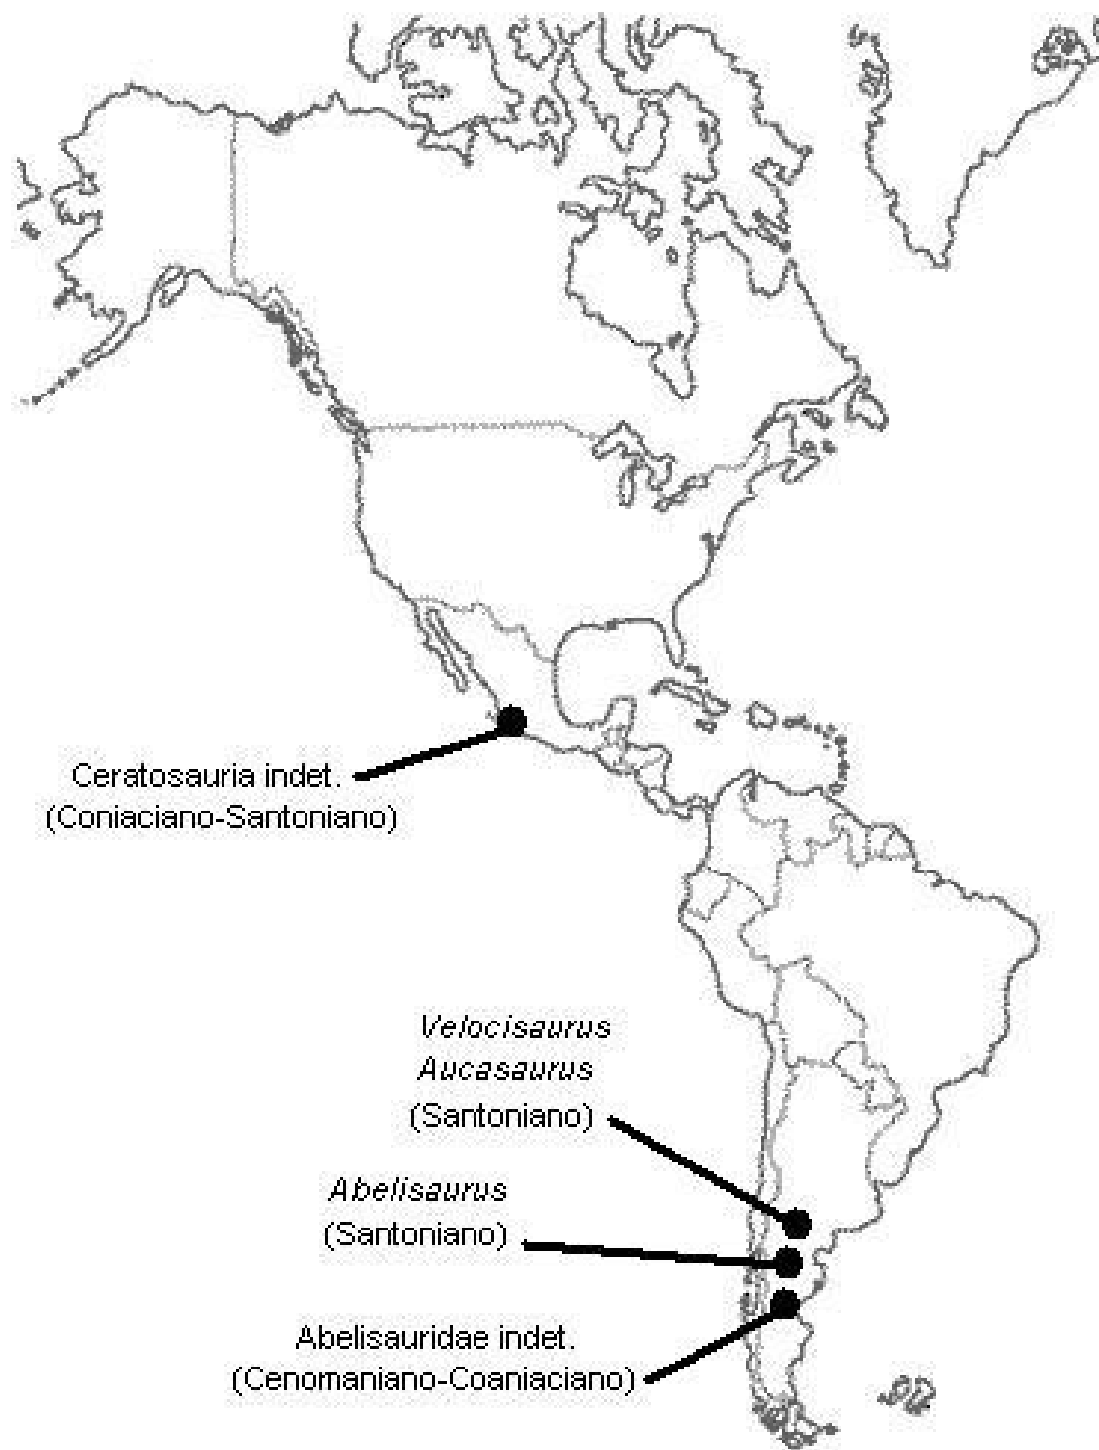 Ceratosauria indet.
(Coniaciano-Santoniano)
Velocisaurus
Aucasaurus
(Santoniano)
Abelisaurus
(Santoniano)
Abelisauridae indet.
(Cenomaniano-Coaniaciano)